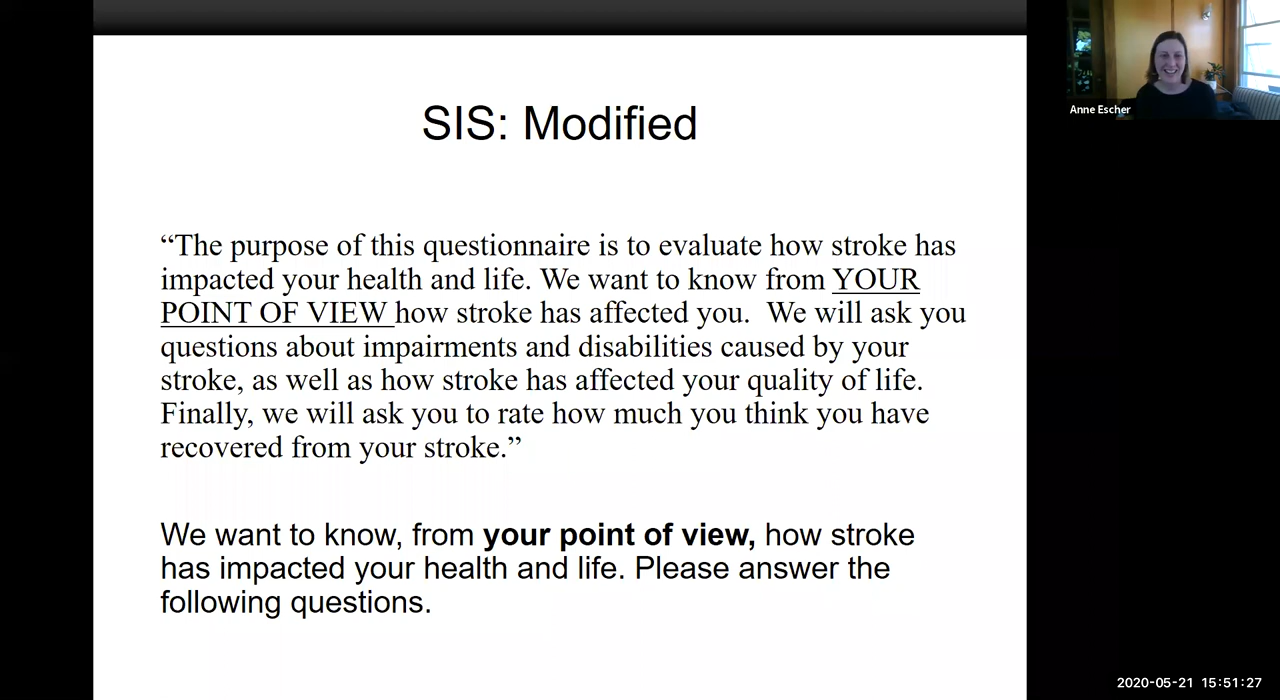 SIS: Modified
“The purpose of this questionnaire is to evaluate how stroke has
impacted your health and life. We want to know from YOUR
POINT OF VIEW how stroke has affected you.  We will ask you
questions about impairments and disabilities caused by your
stroke, as well as how stroke has affected your quality of life.
Finally, we will ask you to rate how much you think you have
recovered from your stroke.”
We want to know, from your point of view, how stroke
has impacted your health and life. Please answer the
following questions.
Anne Escher
2020-05-21 15:51:27